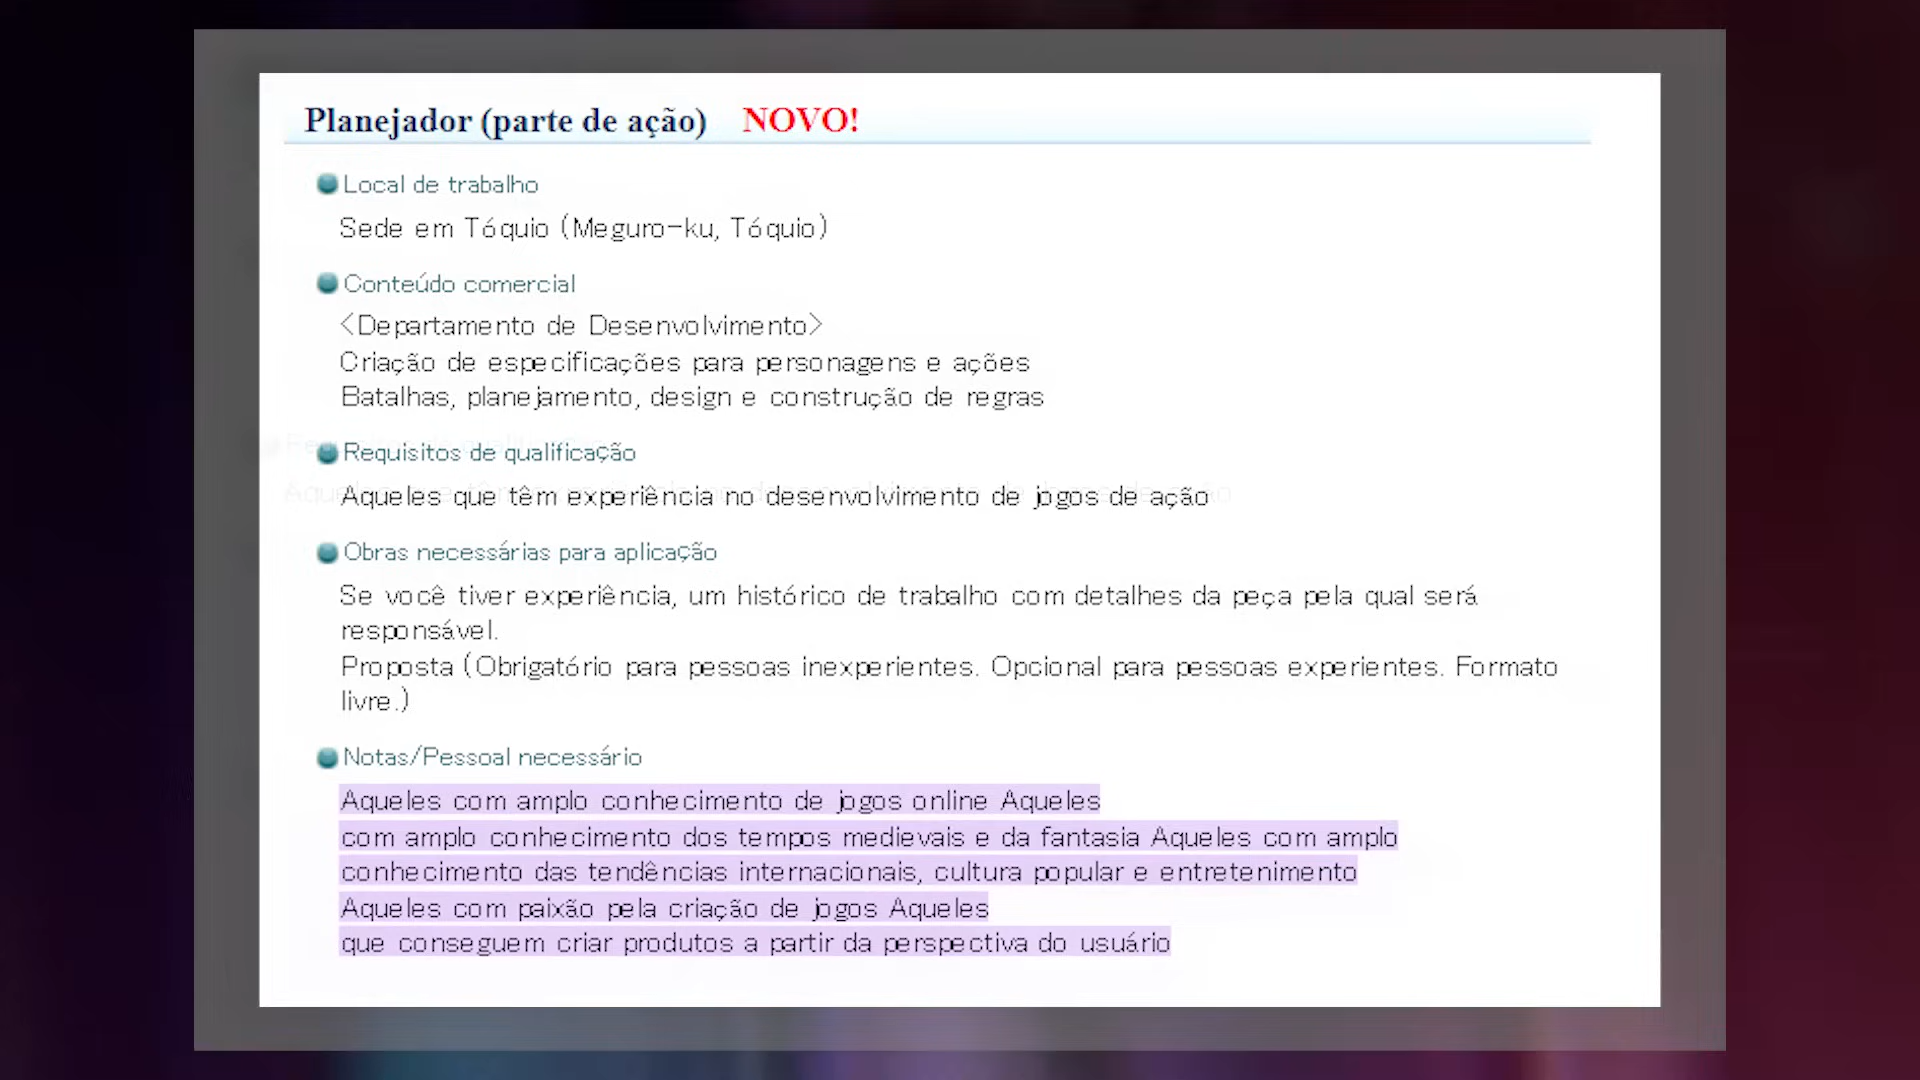 Planejador (parte de ação) NOVO!
Local de trabalho
Sede em Tóquio (Meguro-ku, Tóquio)
Conteúdo comercial
<Departamento de Desenvolvimento>
Criação de especificações para personagens e ações
Batalhas, planejamento, design e construção de regras
Requisitos de qualificação
Aqueles que têm experiência no desenvolvimento de jogos de ação
Obras necessárias para aplicação
Se você tiver experiência, um histórico de trabalho com detalhes da peça pela qual será
responsável.
Proposta (Obrigatório para pessoas inexperientes. Opcional para pessoas experientes. Formato
livre.)
Notas/Pessoal necessário
Aqueles com amplo conhecimento de jogos online Aqueles
com amplo conhecimento dos tempos medievais e da fantasia Aqueles com amplo
conhecimento das tendências internacionais, cultura popular e entretenimento
Aqueles com paixão pela criação de jogos Aqueles
que conseguem criar produtos a partir da perspectiva do usuário